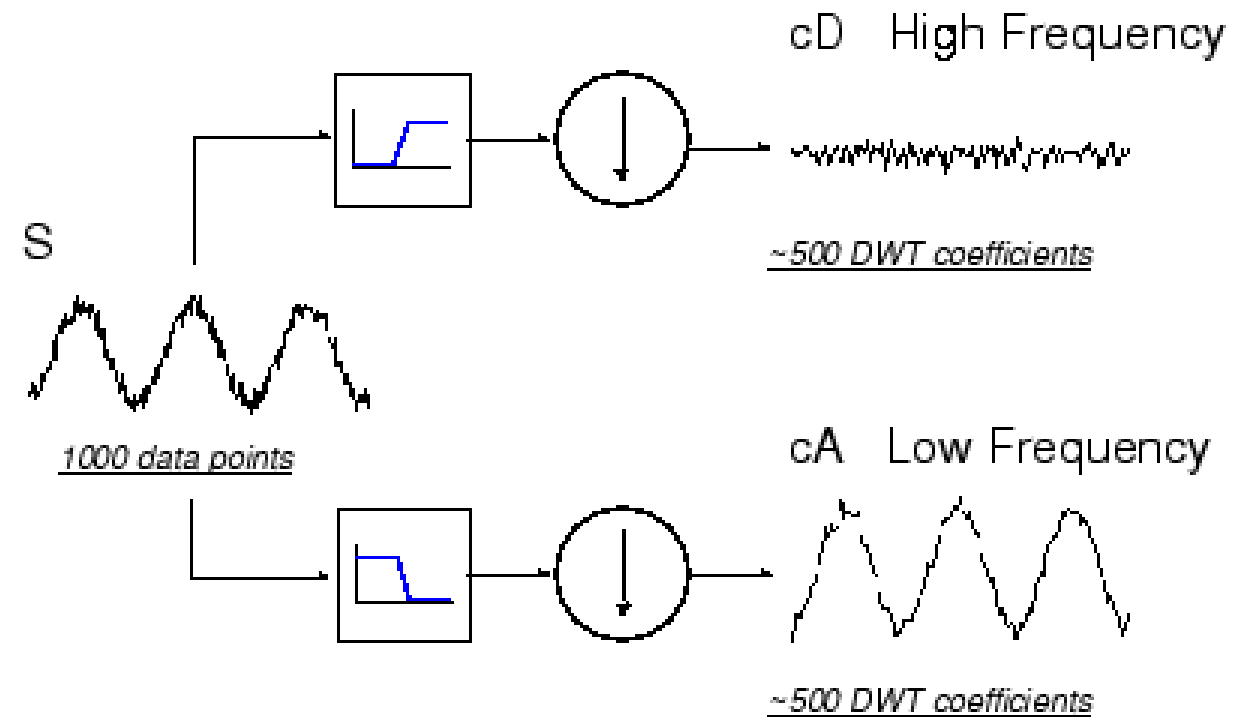 cD High Frequency
~500 DWT coefficients
S
1000 data points
cA Low Frequency
~500 DWT coefficients